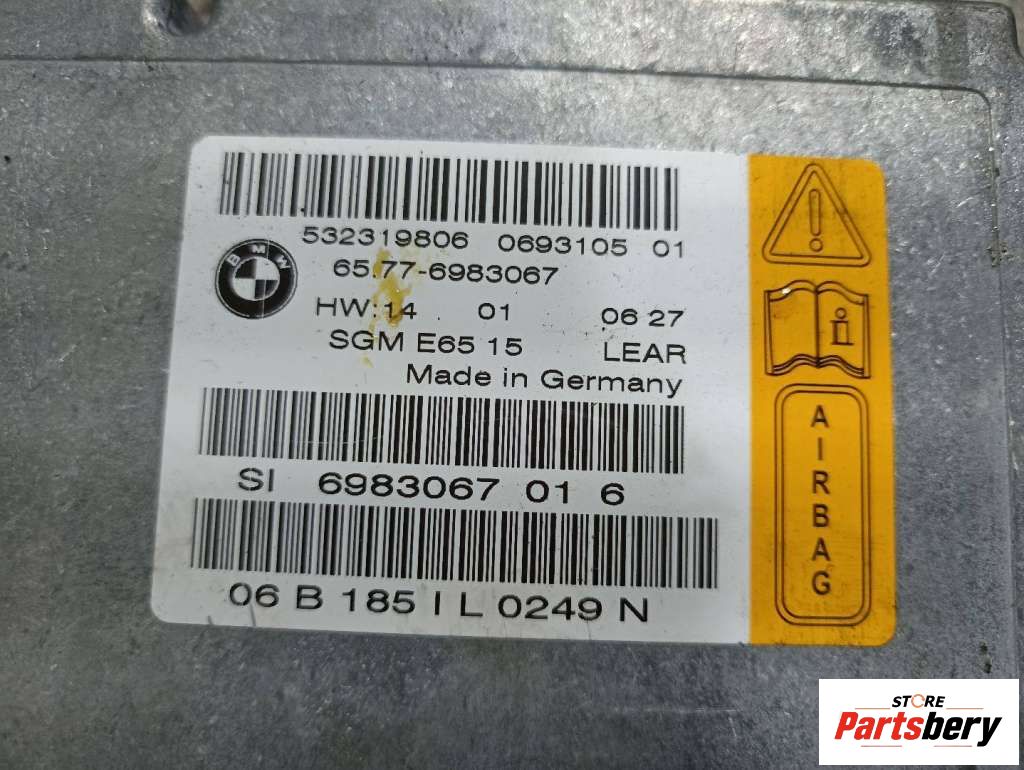 532319806 0693105 01
BMW
65.77-6983067
HW:14 01 06 27
SGM E65 15 LEAR
Made in Germany
SI 6983067 01 6
06 B 185 I L 0249 N
AIRBAG
STORE
Partsbery